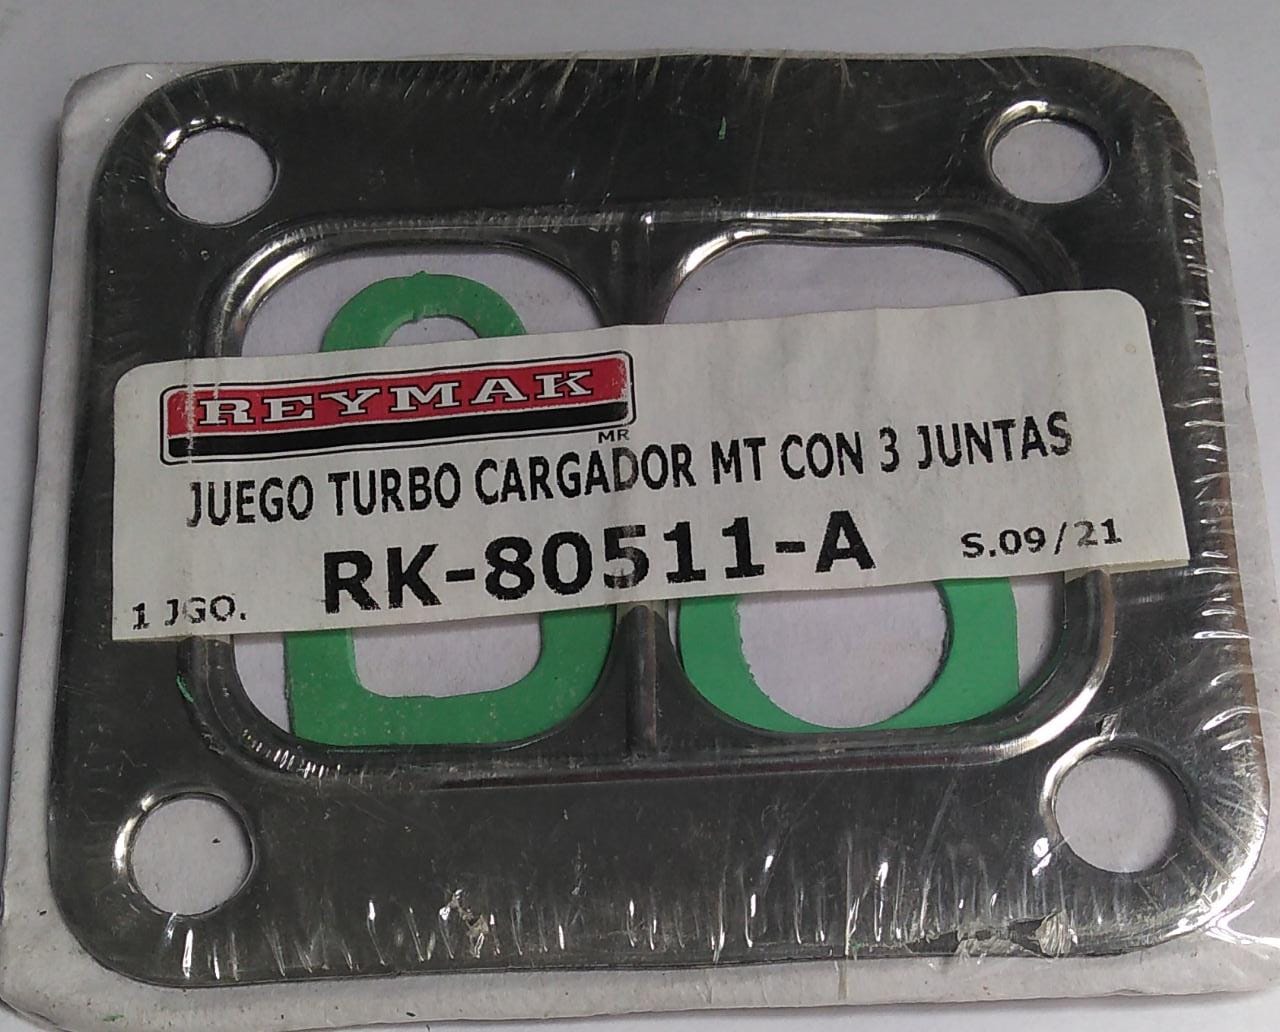 REYMAK
MR
JUEGO TURBO CARGADOR MT CON 3 JUNTAS
1 JGO. RK-80511-A S.09/21